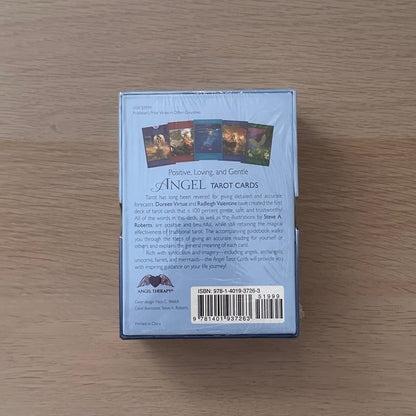 Positive, Loving, and Gentle
ANGEL TAROT CARDS
Tarot has long been revered for giving detailed and accurate
forecasts. Doreen Virtue and Radleigh Valentine have created the first
deck of tarot cards that is 100 percent gentle, safe, and trustworthy.
All of the words in this deck, as well as the illustrations by Steve A.
Roberts, are positive and beautiful, while still retaining the magical
effectiveness of traditional tarot. The accompanying guidebook walks
you through the steps of giving an accurate reading for yourself or
others and explains the general meaning of each card.
Rich with symbolism and imagery—including angels, archangels,
unicorns, fairies, and mermaids—the Angel Tarot Cards will provide you with
inspiring guidance on your life journey!
ANGEL THERAPY®
Steve A. Roberts
Printed in China
ISBN: 978-1-4019-3726-3
51999
9 781401 937263